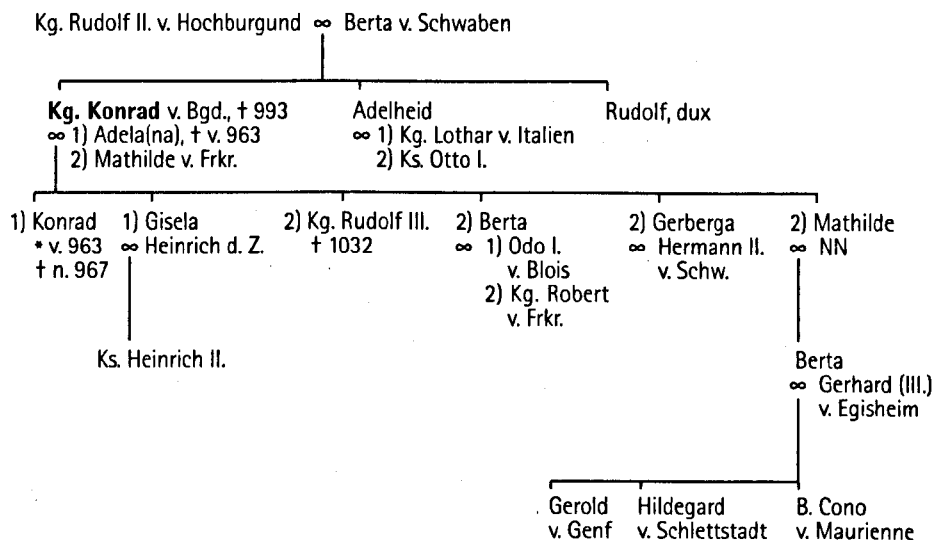 Kg. Rudolf II. v. Hochburgund ∞ Berta v. Schwaben
Kg. Konrad v. Bgd., † 993
∞ 1) Adela(na), † v. 963
2) Mathilde v. Frkr.
Adelheid
∞ 1) Kg. Lothar v. Italien
2) Ks. Otto I.
Rudolf, dux
1) Konrad
* v. 963
† n. 967
1) Gisela
∞ Heinrich d. Z.
2) Kg. Rudolf III.
† 1032
2) Berta
∞ 1) Odo I.
v. Blois
2) Kg. Robert
v. Frkr.
2) Gerberga
∞ Hermann II.
v. Schw.
2) Mathilde
∞ NN
Ks. Heinrich II.
Berta
∞ Gerhard (III.)
v. Egisheim
Gerold
v. Genf
Hildegard
v. Schlettstadt
B. Cono
v. Maurienne